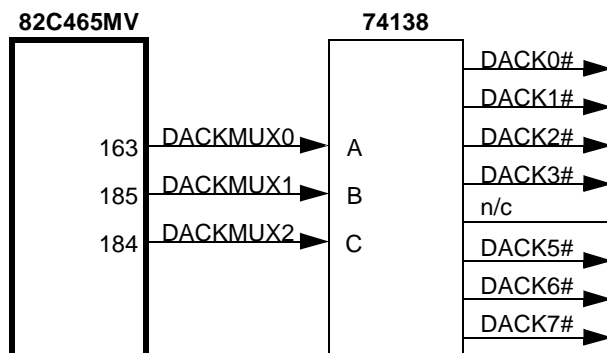 82C465MV 74138
DACK0#
DACK1#
163 DACKMUX0 A DACK2#
185 DACKMUX1 B DACK3#
n/c
184 DACKMUX2 C DACK5#
DACK6#
DACK7#